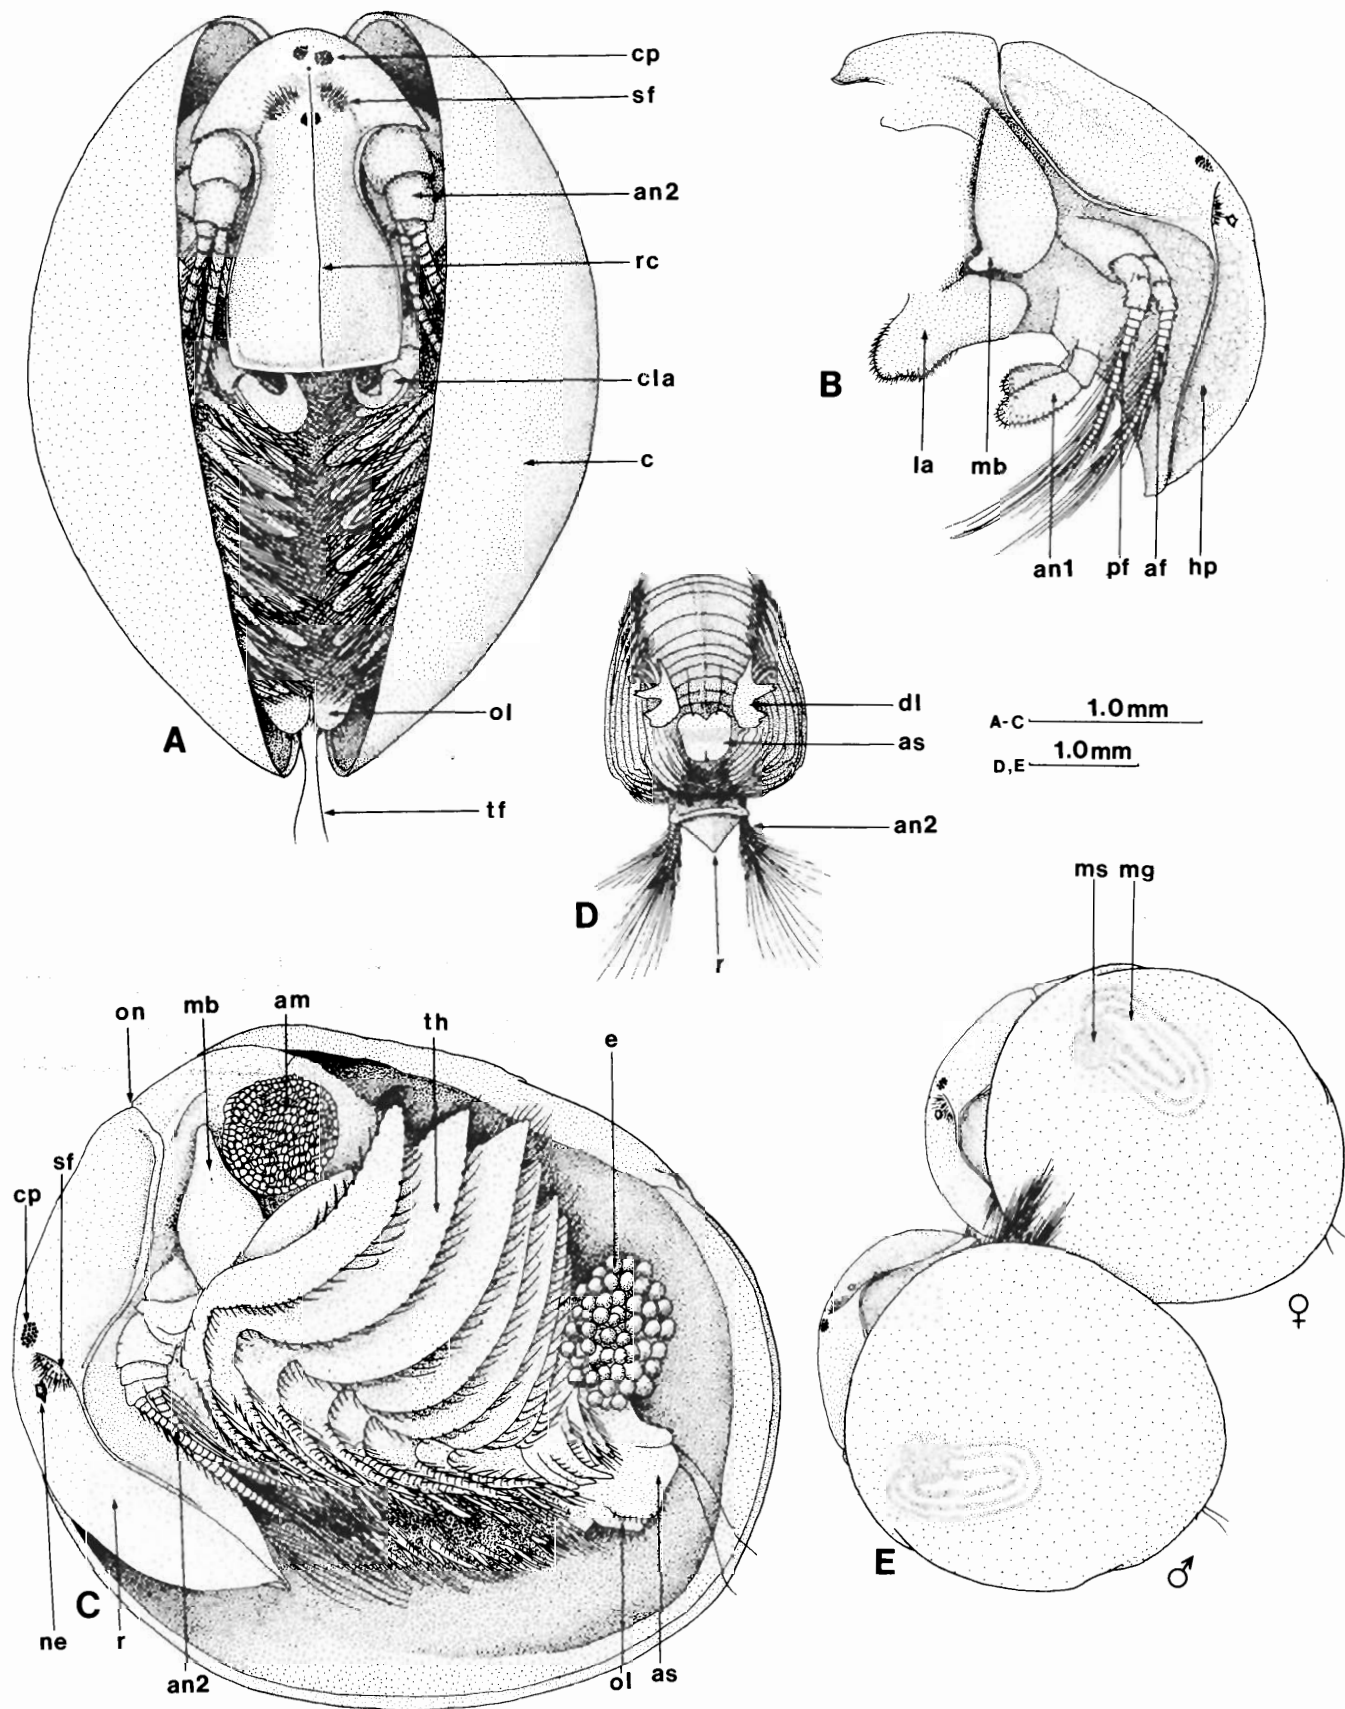 cp
sf
an2
rc
cla
c
ol
tf
A
B
la
mb
an1
pf
af
hp
dl
as
an2
r
D
A-C 1.0mm
D,E 1.0mm
on
mb
am
th
e
sf
cp
ne
r
an2
ol
as
C
ms
mg
E
♀
♂